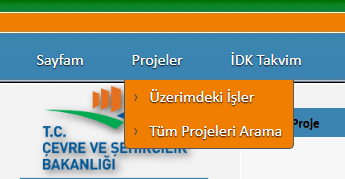 Sayfam Projeler İDK Takvim
Üzerimdeki İşler
Tüm Projeleri Arama
Proje
T.C.
ÇEVRE VE ŞEHİRCİLİK
BAKANLIĞI